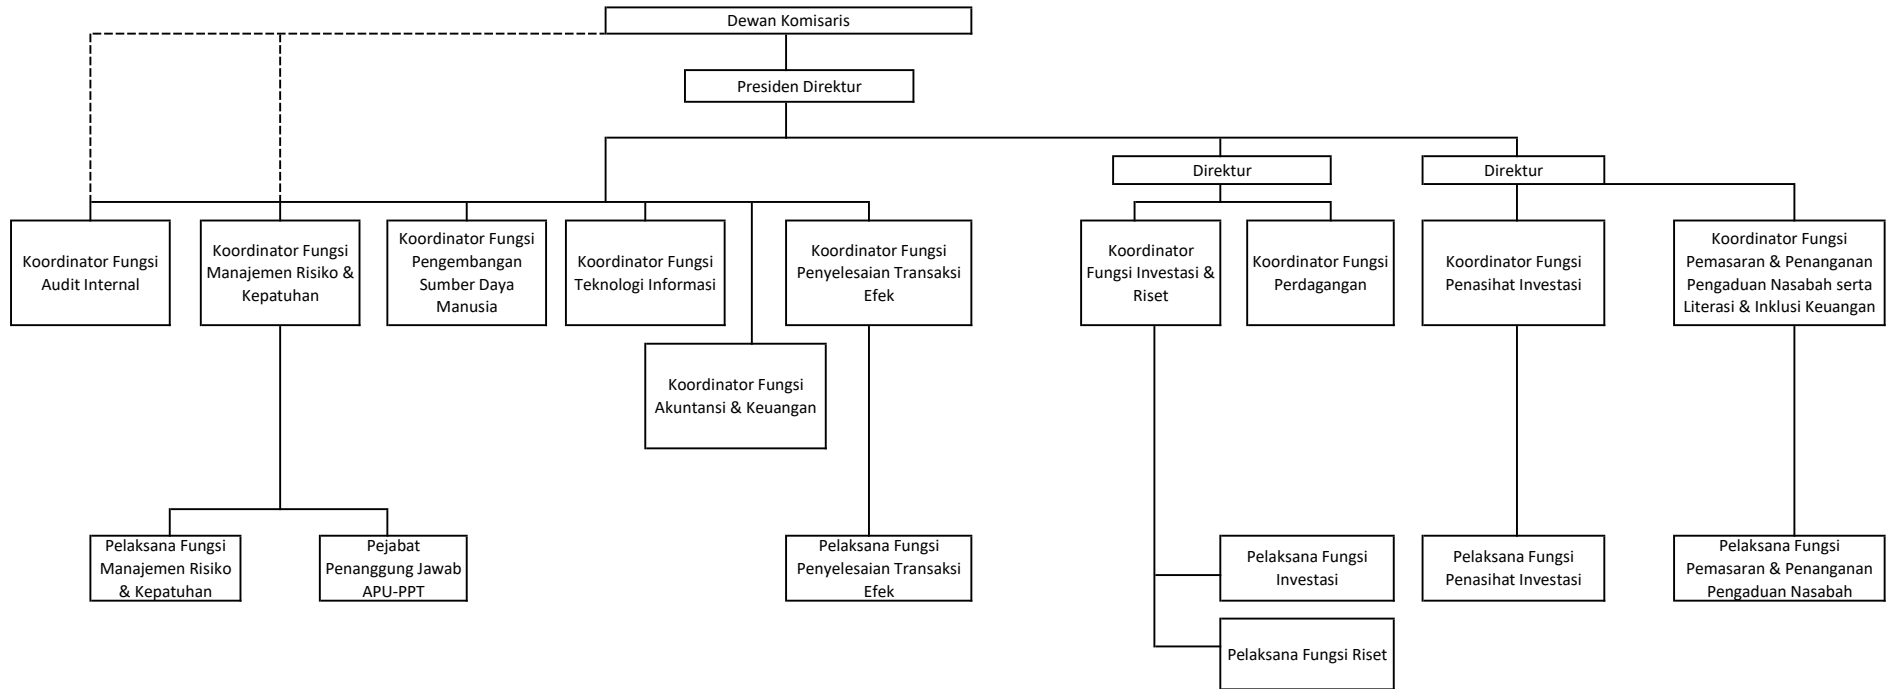 Dewan Komisaris
Presiden Direktur
Direktur
Direktur
Koordinator Fungsi
Audit Internal
Koordinator Fungsi
Manajemen Risiko &
Kepatuhan
Koordinator Fungsi
Pengembangan
Sumber Daya
Manusia
Koordinator Fungsi
Teknologi Informasi
Koordinator Fungsi
Penyelesaian Transaksi
Efek
Koordinator
Fungsi Investasi &
Riset
Koordinator Fungsi
Perdagangan
Koordinator Fungsi
Penasihat Investasi
Koordinator Fungsi
Pemasaran & Penanganan
Pengaduan Nasabah serta
Literasi & Inklusi Keuangan
Koordinator Fungsi
Akuntansi & Keuangan
Pelaksana Fungsi
Manajemen Risiko
& Kepatuhan
Pejabat
Penanggung Jawab
APU-PPT
Pelaksana Fungsi
Penyelesaian Transaksi
Efek
Pelaksana Fungsi
Investasi
Pelaksana Fungsi
Penasihat Investasi
Pelaksana Fungsi
Pemasaran & Penanganan
Pengaduan Nasabah
Pelaksana Fungsi Riset